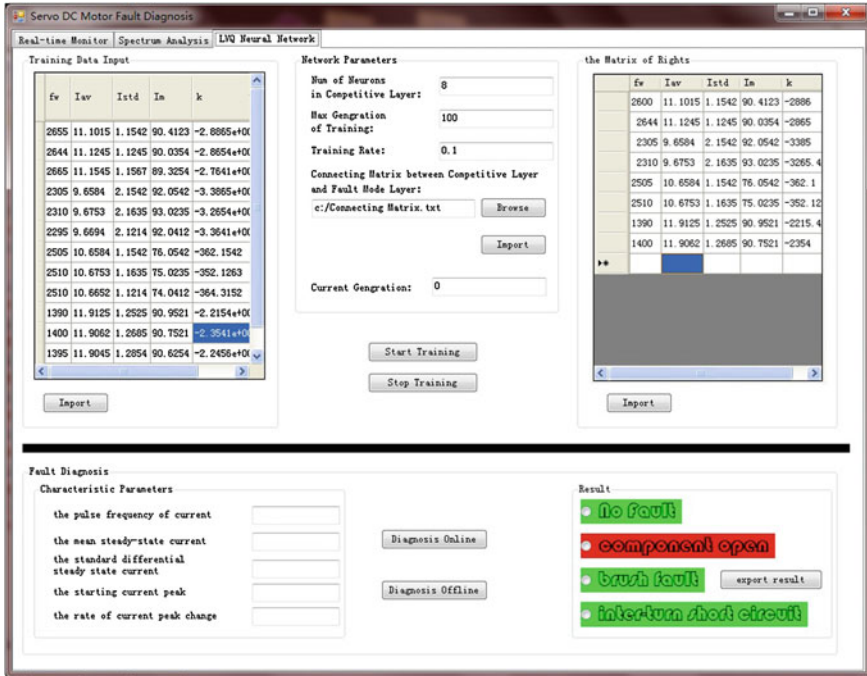 Servo DC Motor Fault Diagnosis
Real-time Monitor Spectrum Analysis LVQ Neural Network
Training Data Input
fw Iav Istd Im k
2655 11.1015 1.1542 90.4123 -2.8865e+00
2644 11.1245 1.1245 90.0354 -2.8654e+00
2665 11.1545 1.1567 89.3254 -2.7641e+00
2305 9.6584 2.1542 92.0542 -3.3865e+00
2310 9.6753 2.1635 93.0235 -3.2654e+00
2295 9.6694 2.1214 92.0412 -3.3641e+00
2505 10.6584 1.1542 76.0542 -362.1542
2510 10.6753 1.1635 75.0235 -352.1263
2510 10.6652 1.1214 74.0412 -364.3152
1390 11.9125 1.2525 90.9521 -2.2154e+00
1400 11.9062 1.2685 90.7521 -2.3541e+00
1395 11.9045 1.2854 90.6254 -2.2456e+00
Import
Network Parameters
Num of Neurons
in Competitive Layer:
8
Max Gengration
of Training:
100
Training Rate:
0.1
Connecting Matrix between Competitive Layer
and Fault Mode Layer:
c:/Connecting Matrix.txt Browse
Import
Current Gengration: 0
Start Training
Stop Training
the Matrix of Rights
fw Iav Istd Im k
2600 11.1015 1.1542 90.4123 -2886
2644 11.1245 1.1245 90.0354 -2865
2305 9.6584 2.1542 92.0542 -3385
2310 9.6753 2.1635 93.0235 -3265.4
2505 10.6584 1.1542 76.0542 -362.1
2510 10.6753 1.1635 75.0235 -352.12
1390 11.9125 1.2525 90.9521 -2215.4
1400 11.9062 1.2685 90.7521 -2354
Import
Fault Diagnosis
Characteristic Parameters
the pulse frequency of current
the mean steady-state current
the standard differential
steady state current
the starting current peak
the rate of current peak change
Diagnosis Online
Diagnosis Offline
Result
No Fault
component open
brush fault
export result
inter-turn short circuit